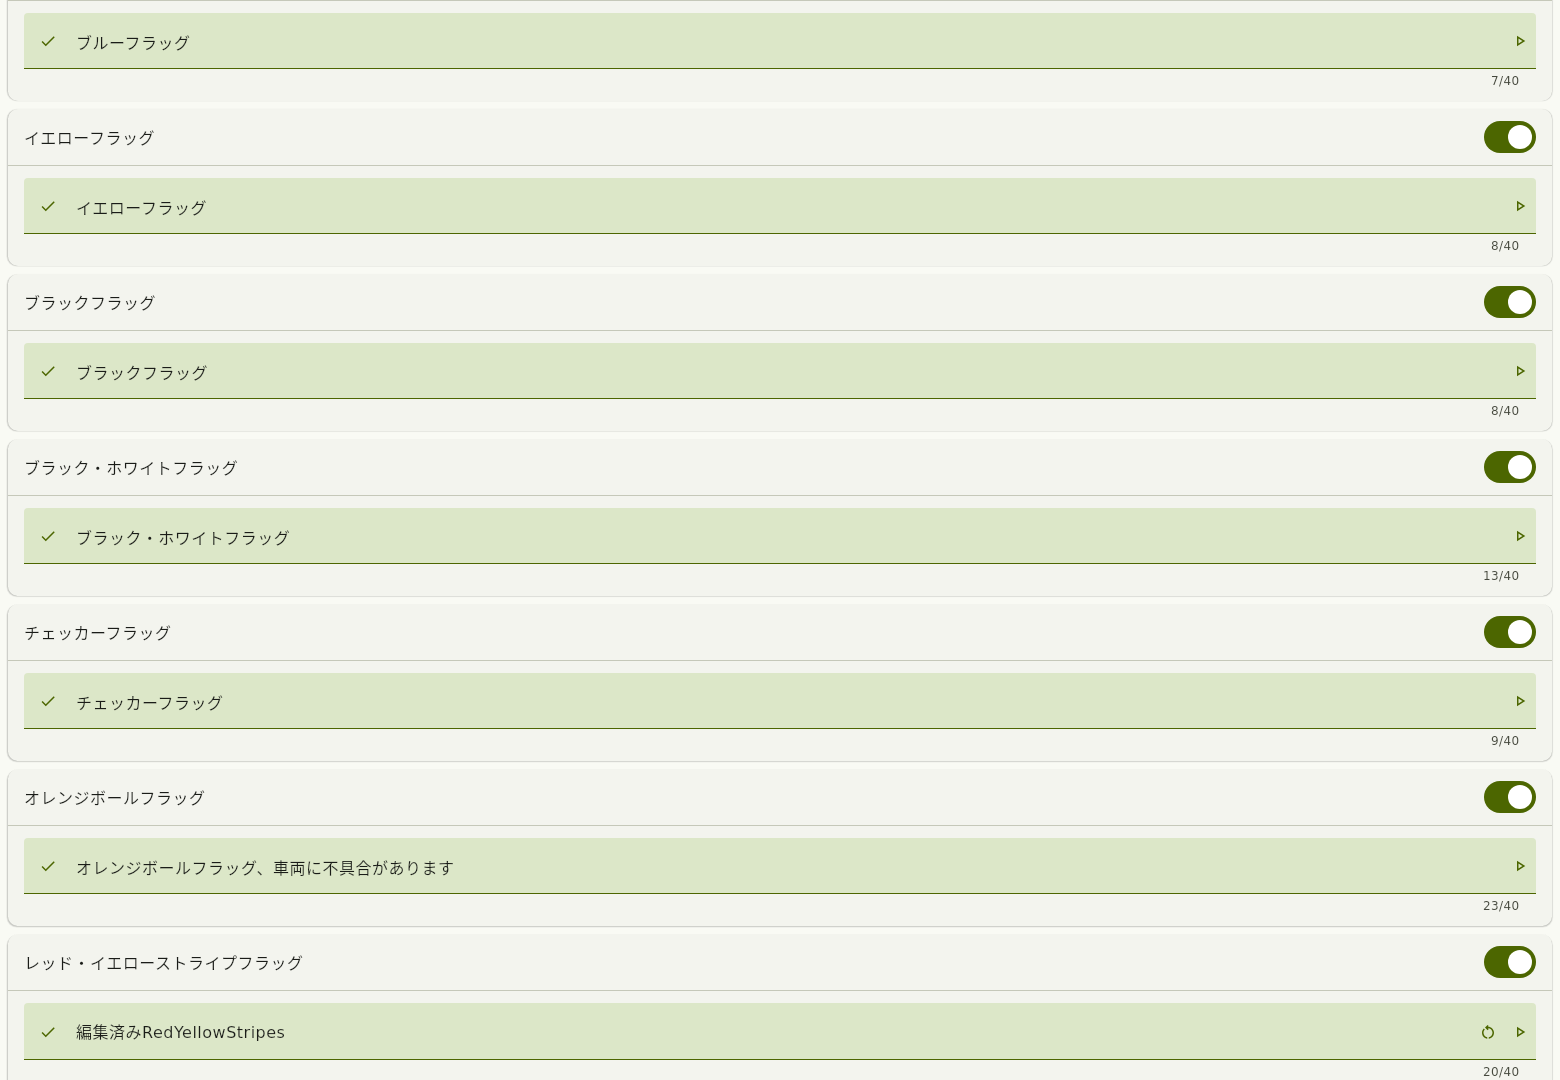 ブルーフラッグ
7/40
イエローフラッグ
イエローフラッグ
8/40
ブラックフラッグ
ブラックフラッグ
8/40
ブラック・ホワイトフラッグ
ブラック・ホワイトフラッグ
13/40
チェッカーフラッグ
チェッカーフラッグ
9/40
オレンジボールフラッグ
オレンジボールフラッグ、車両に不具合があります
23/40
レッド・イエローストライプフラッグ
編集済みRedYellowStripes
20/40